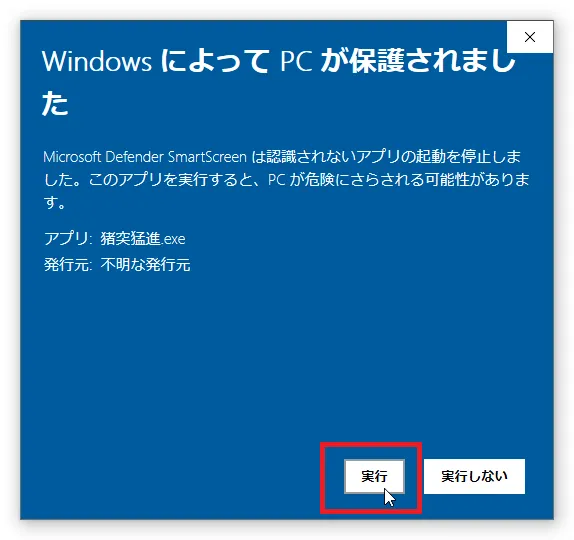 Windows によって PC が保護されまし
た
Microsoft Defender SmartScreen は認識されないアプリの起動を停止しま
した。このアプリを実行すると、PC が危険にさらされる可能性がありま
す。
アプリ: 猪突猛進.exe
発行元: 不明な発行元
実行
実行しない